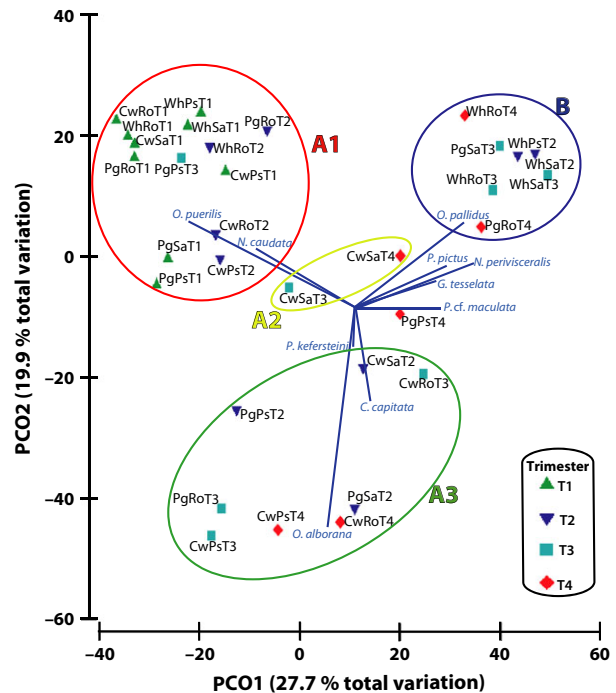 40
20
0
−20
−40
−60
PCO2 (19.9 % total variation)
−40
−20
0
20
40
60
PCO1 (27.7 % total variation)
A1
WhPsT1
CwRoT1
WhRoT1
WhSaT1
CwSaT1
PgRoT1
PgPsT3
PgRoT2
WhRoT2
CwPsT1
O. puerilis
CwRoT2
N. caudata
PgSaT1
CwPsT2
PgPsT1
B
WhRoT4
PgSaT3
WhPsT2
WhSaT2
WhSaT3
WhRoT3
O. pallidus
PgRoT4
CwSaT4
P. pictus
N. perivisceralis
G. tesselata
CwSaT3
A2
P. cf. maculata
PgPsT4
P. kefersteini
CwSaT2
CwRoT3
C. capitata
PgPsT2
A3
PgRoT3
CwPsT4
PgSaT2
CwRoT4
O. alborana
CwPsT3
Trimester
T1
T2
T3
T4